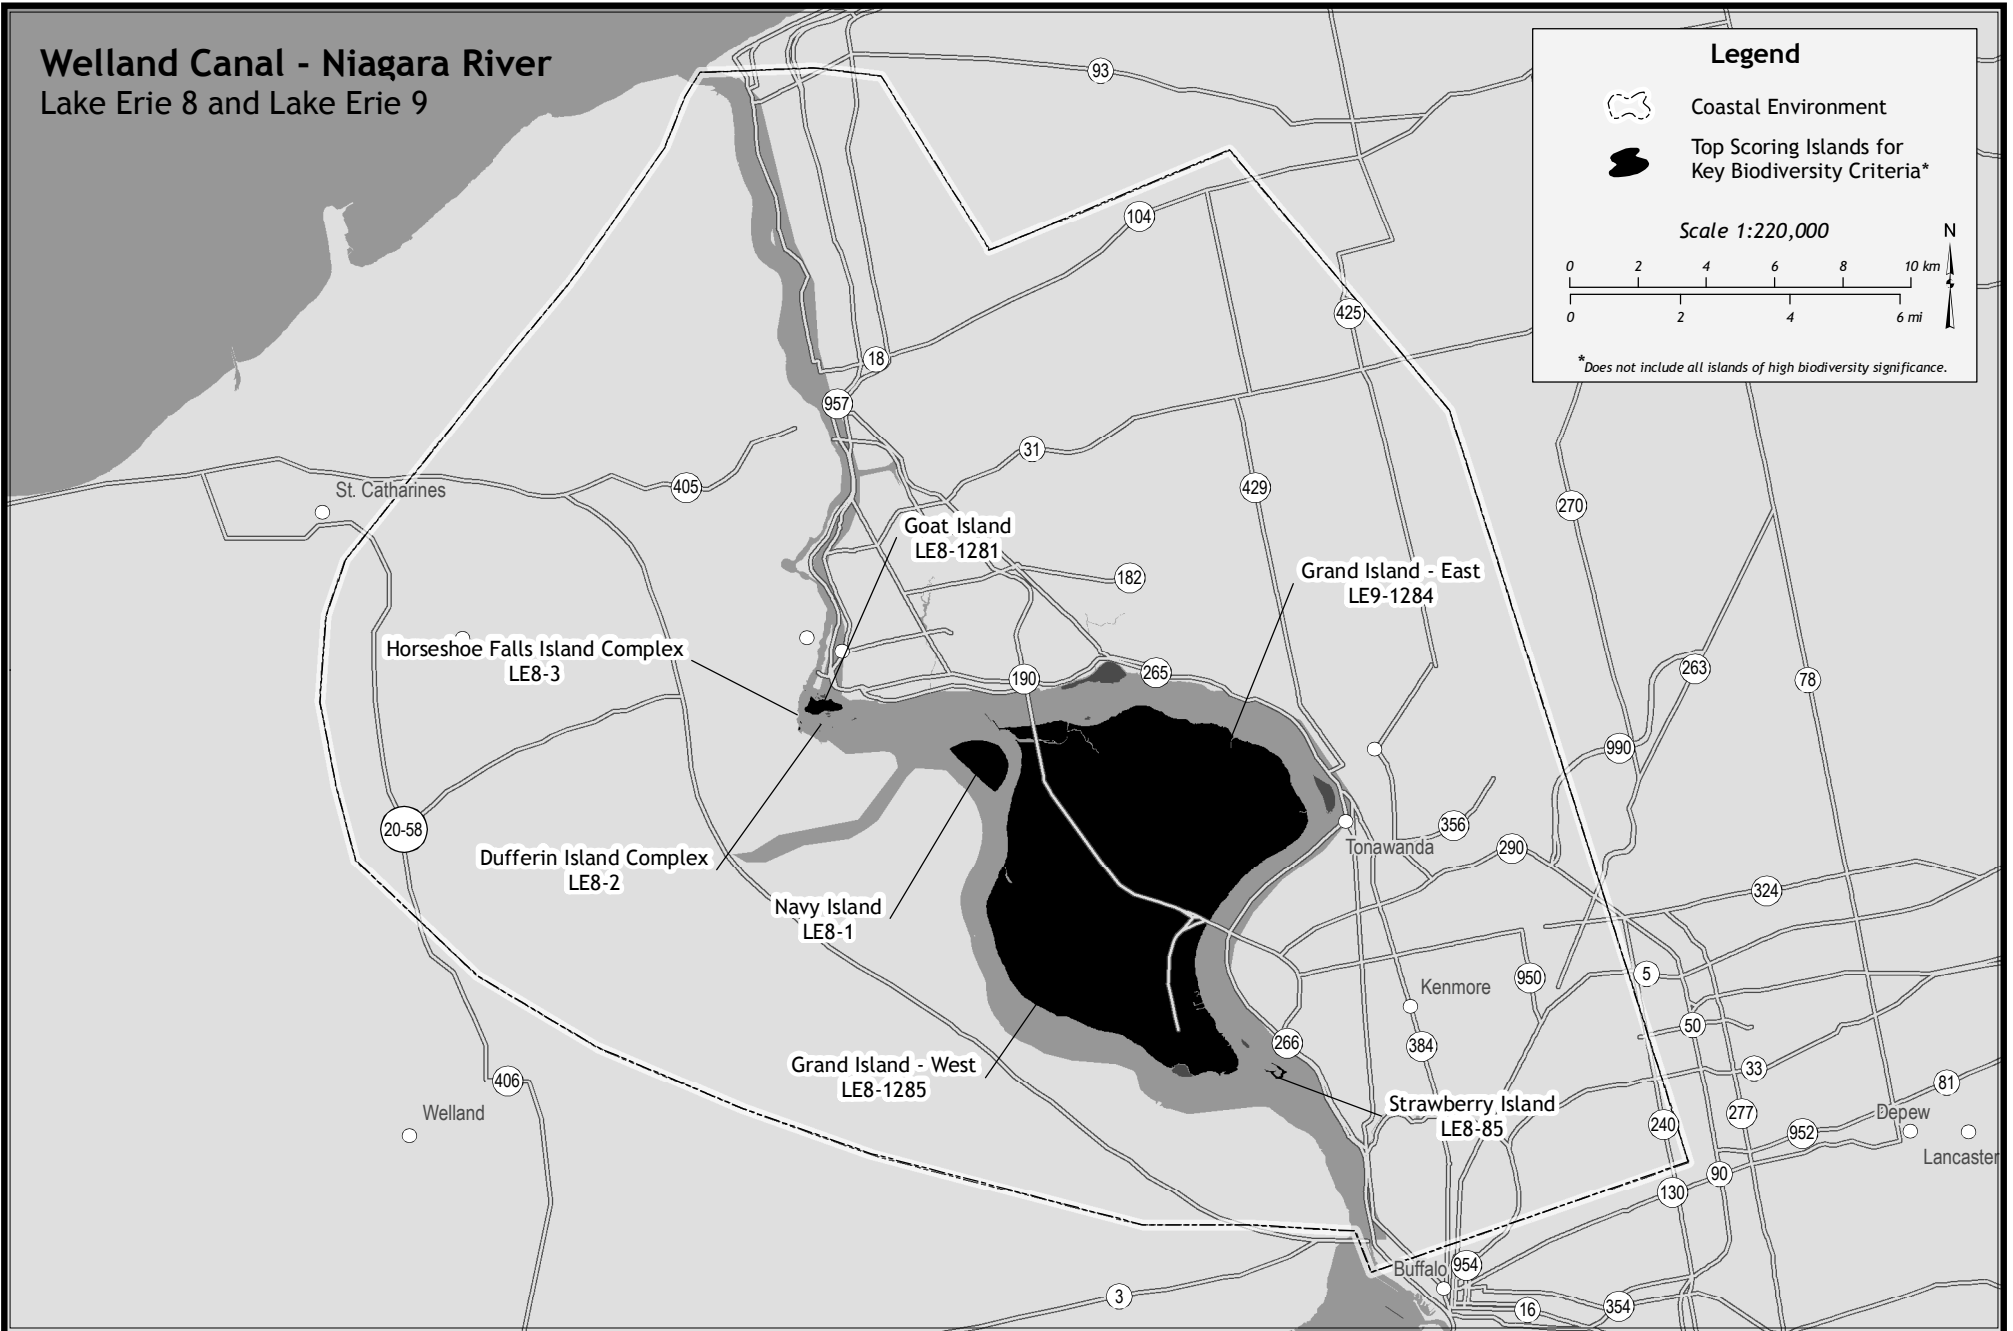 Welland Canal - Niagara River
Lake Erie 8 and Lake Erie 9
Legend
Coastal Environment
Top Scoring Islands for
Key Biodiversity Criteria*
Scale 1:220,000
N
0 2 4 6 8 10 km
0 2 4 6 mi
*Does not include all islands of high biodiversity significance.
93
104
425
18
957
31
405
St. Catharines
429
270
Goat Island
LE8-1281
182
Grand Island - East
LE9-1284
Horseshoe Falls Island Complex
LE8-3
190
265
263
78
990
20-58
356
Tonawanda
290
Dufferin Island Complex
LE8-2
324
Navy Island
LE8-1
5
950
Kenmore
50
266
384
33
Grand Island - West
LE8-1285
406
81
Strawberry Island
LE8-85
Welland
277
Depew
240
952
Lancaster
90
130
Buffalo
954
3
16
354